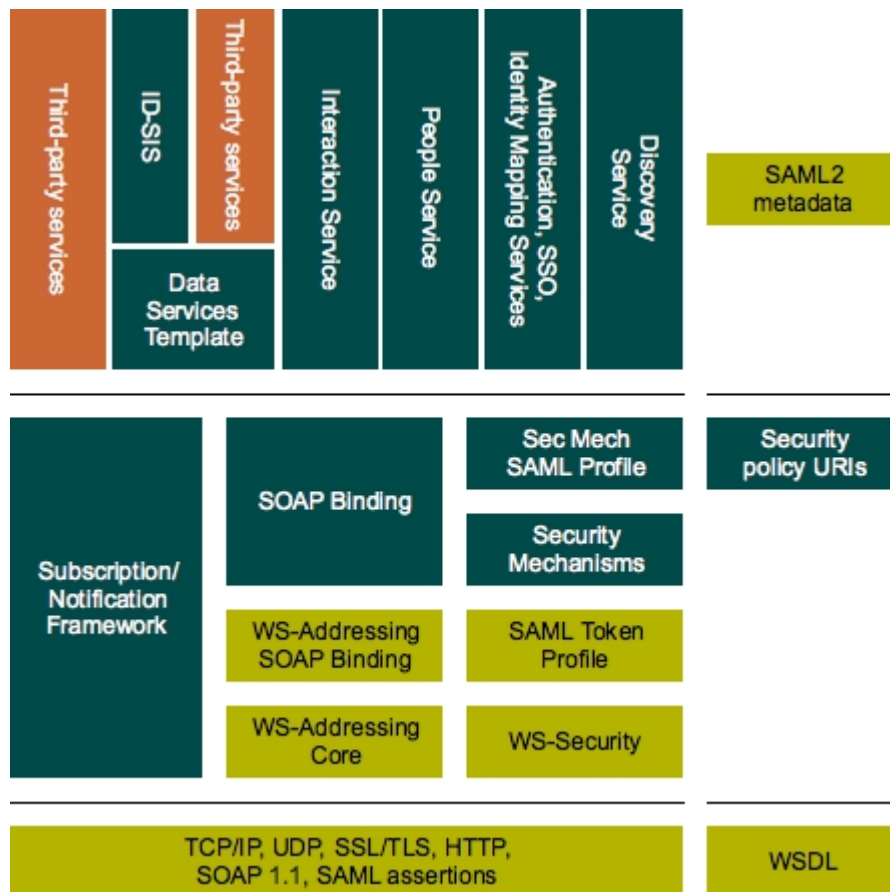 Third-party services
ID-SIS
Third-party services
Data
Services
Template
Interaction Service
People Service
Authentication, SSO,
Identity Mapping Services
Discovery
Service
SAML2
metadata
Subscription/
Notification
Framework
SOAP Binding
WS-Addressing
SOAP Binding
WS-Addressing
Core
Sec Mech
SAML Profile
Security
Mechanisms
SAML Token
Profile
WS-Security
Security
policy URIs
TCP/IP, UDP, SSL/TLS, HTTP,
SOAP 1.1, SAML assertions
WSDL